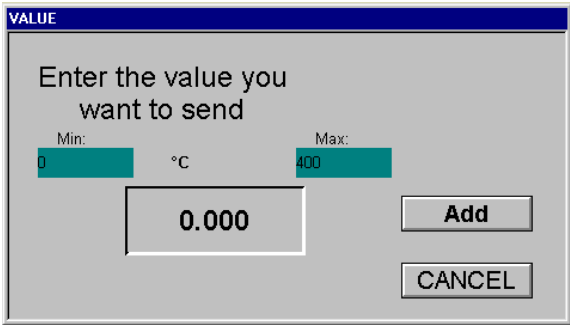 VALUE
Enter the value you
want to send
Min: Max:
0 °C 400
0.000
Add
CANCEL